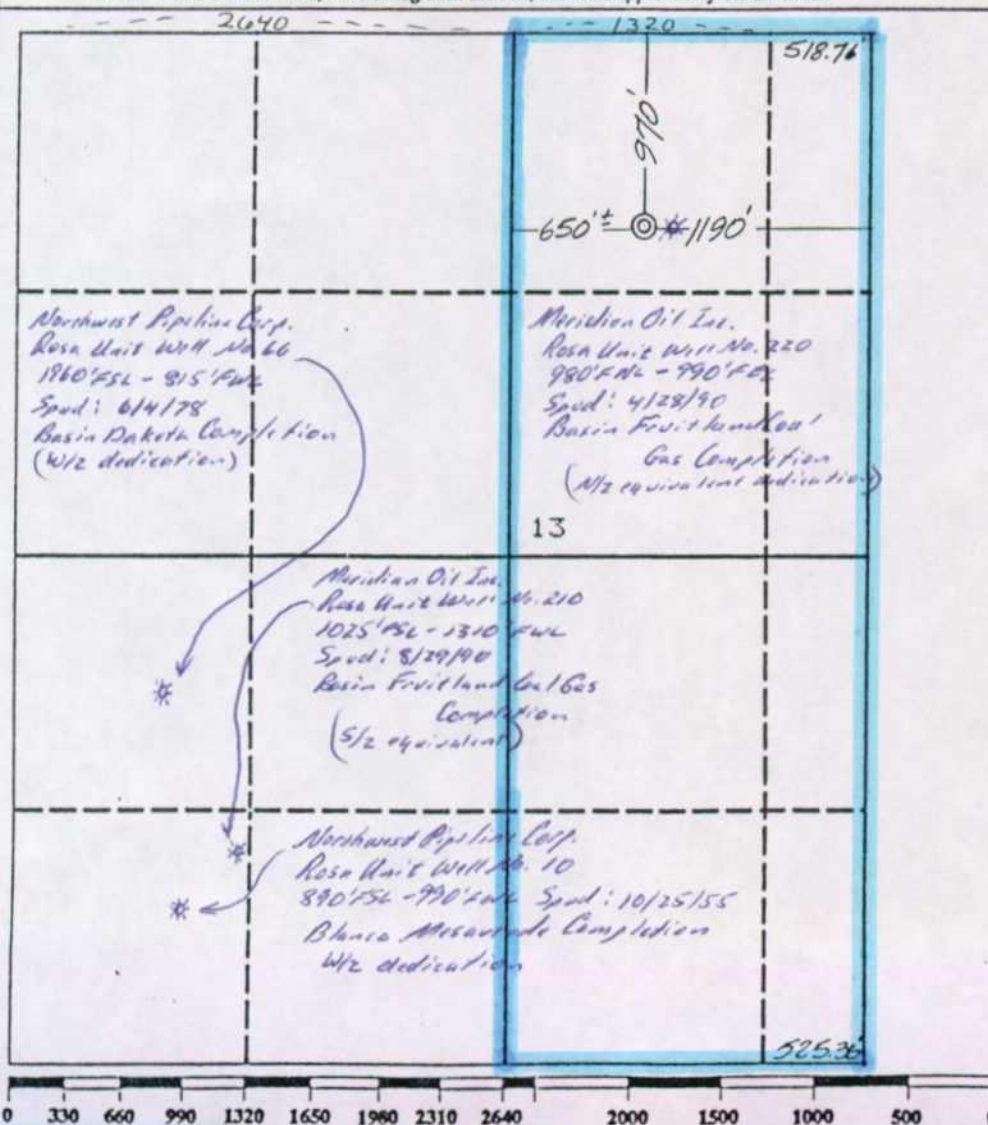 2640
1320
518.76
970'
650'± 1190'
Northwest Pipeline Corp.
Rosa Unit Well No. 66
1960'FSL - 815'FWL
Spud: 6/4/78
Basin Dakota Completion
(W/2 dedication)
Meridian Oil Inc.
Rosa Unit Well No. 220
980'FNL - 990'FEL
Spud: 4/28/90
Basin Fruitland Coal
Gas Completion
(N/2 equivalent dedication)
13
Meridian Oil Inc.
Rosa Unit Well No. 210
1025'FSL - 1310'FWL
Spud: 8/29/90
Basin Fruitland Coal Gas
Completion
(S/2 equivalent)
Northwest Pipeline Corp.
Rosa Unit Well No. 10
890'FSL - 990'FWL Spud: 10/25/55
Blanco Mesaverde Completion
W/2 dedication
525.36
0 330 660 990 1320 1650 1980 2310 2640 2000 1500 1000 500